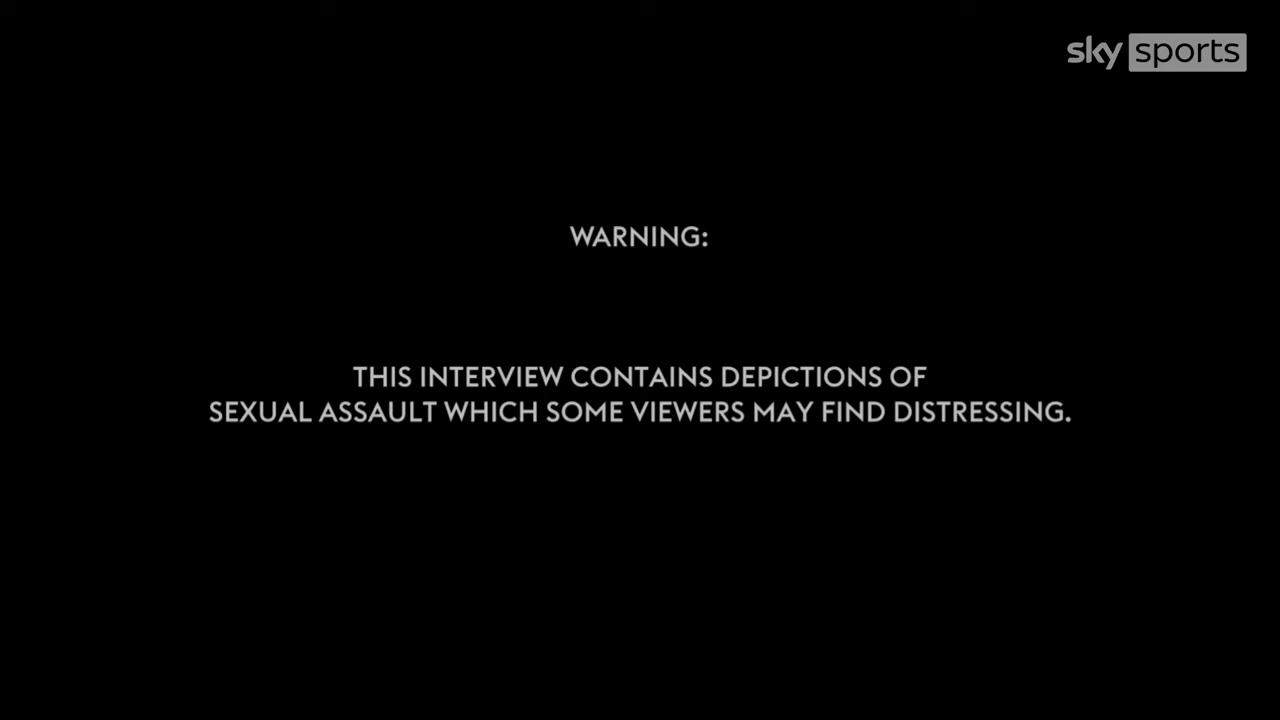 sky sports
WARNING:
THIS INTERVIEW CONTAINS DEPICTIONS OF
SEXUAL ASSAULT WHICH SOME VIEWERS MAY FIND DISTRESSING.